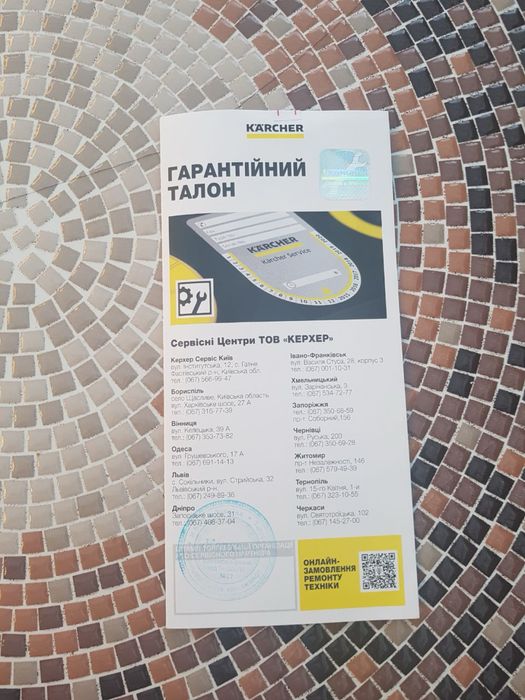 KÄRCHER
ГАРАНТІЙНИЙ
ТАЛОН
KÄRCHER
Kärcher Service
Сервісні Центри ТОВ «КЕРХЕР»
Керхер Сервіс Київ
вул. Інститутська, 12, с. Гатне
Фастівський р-н, Київська обл.
тел.: (067) 566-95-47
Бориспіль
село Щасливе, Київська область
вул. Харківське шосе, 27 А
тел.: (067) 315-77-39
Вінниця
вул. Келецька, 39 А
тел.: (067) 353-73-82
Одеса
вул. Грушевського, 17 А
тел.: (067) 691-14-13
Львів
с. Сокільники, вул. Стрийська, 32
Львівський р-н
тел.: (067) 249-89-36
Дніпро
Запорізьке шосе, 31
тел.: (067) 406-37-04
Івано-Франківськ
вул. Василя Стуса, 28, корпус 3
тел.: (067) 001-10-31
Хмельницький
вул. Зарічанська, 3
тел.: (067) 534 72-77
Запоріжжя
тел.: (067) 350-68-59
пр-т Соборний,156
Чернівці
вул. Руська, 200
тел.: (067) 350-69-28
Житомир
пр-т Незалежності, 146
тел.: (067) 579-49-39
Тернопіль
вул. 15-го Квітня, 1-и
тел.: (067) 323-10-55
Черкаси
вул. Святотроїцька, 102
тел.: (067) 145-27-00
ОНЛАЙН-
ЗАМОВЛЕННЯ
РЕМОНТУ
ТЕХНІКИ